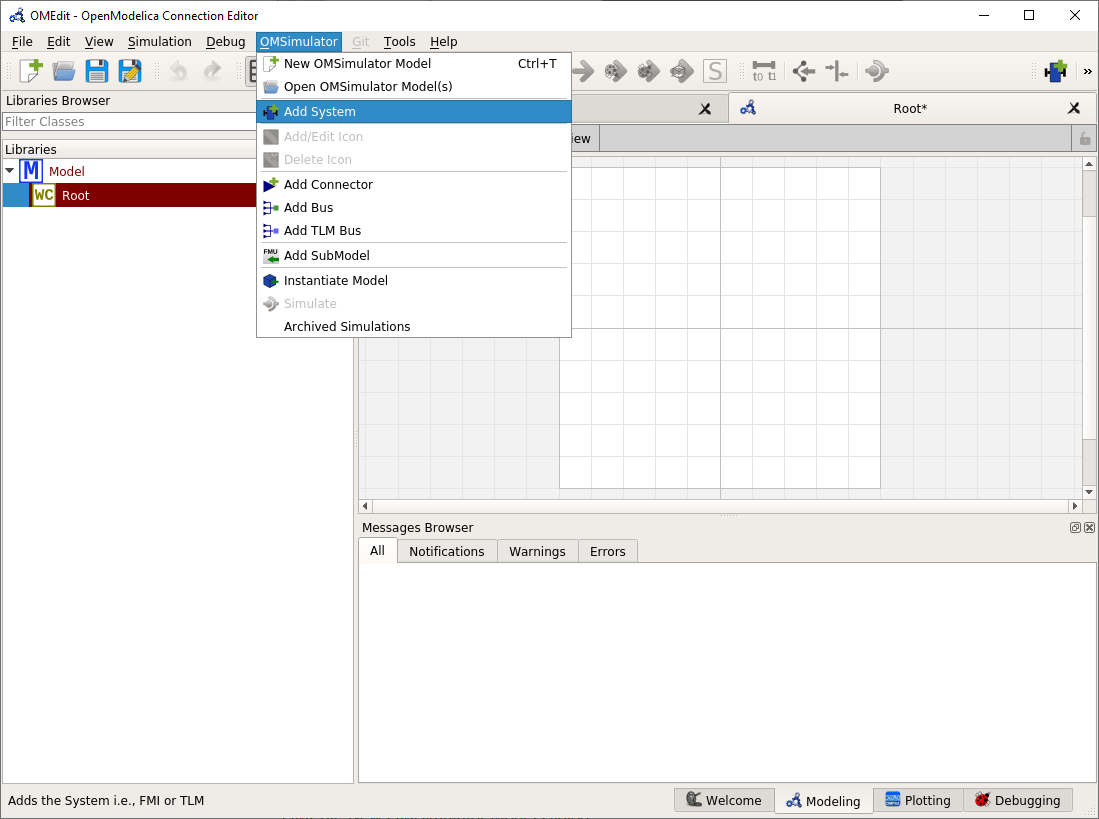 OMEdit - OpenModelica Connection Editor
File Edit View Simulation Debug OMSimulator Git Tools Help
New OMSimulator Model Ctrl+T
Open OMSimulator Model(s)
Add System
Add/Edit Icon
Delete Icon
Add Connector
Add Bus
Add TLM Bus
Add SubModel
Instantiate Model
Simulate
Archived Simulations
S
t0 t1
»
Libraries Browser
Filter Classes
Libraries
M Model
WC Root
Root*
iew
FMU
Messages Browser
All Notifications Warnings Errors
Adds the System i.e., FMI or TLM
Welcome Modeling Plotting Debugging